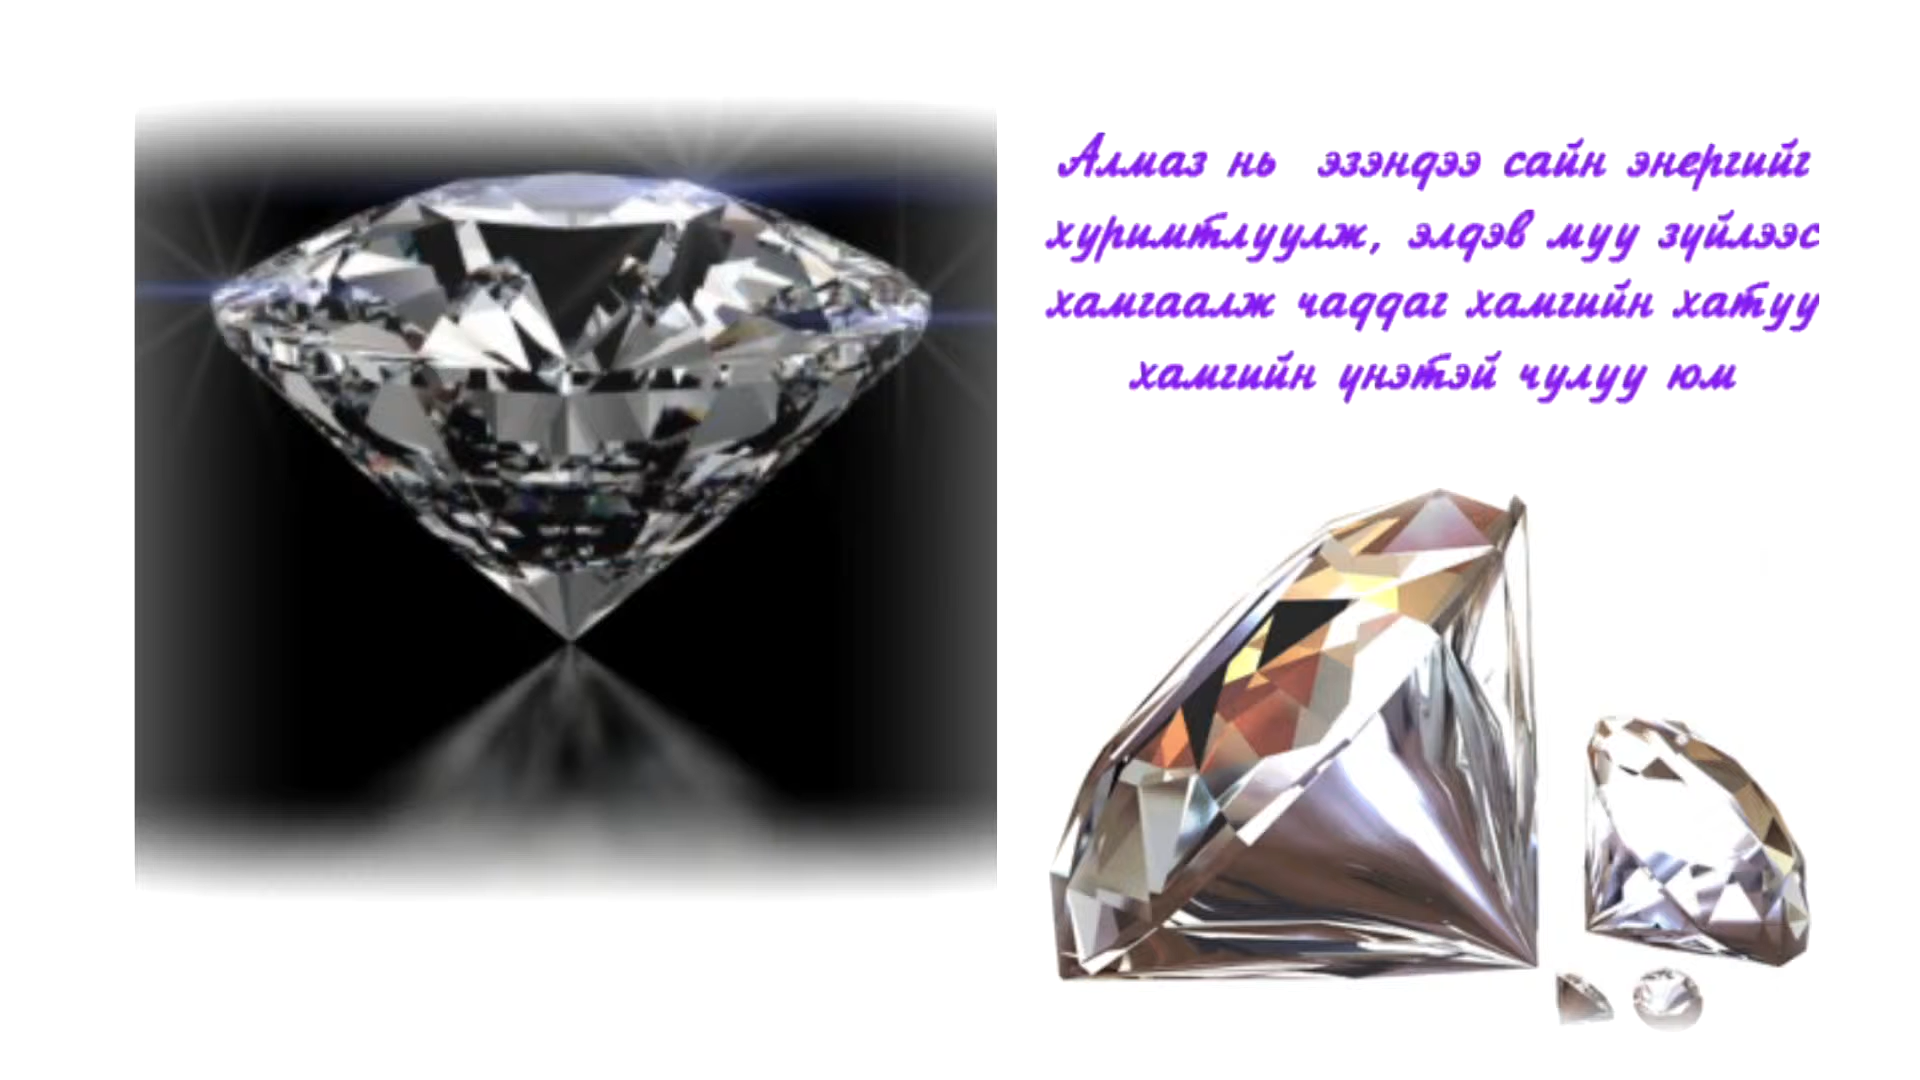 Алмаз нь эзэндээ сайн энергийг
хуримтлуулж, элдэв муу зүйлээс
хамгаалж чаддаг хамгийн хатуу
хамгийн үнэтэй чулуу юм